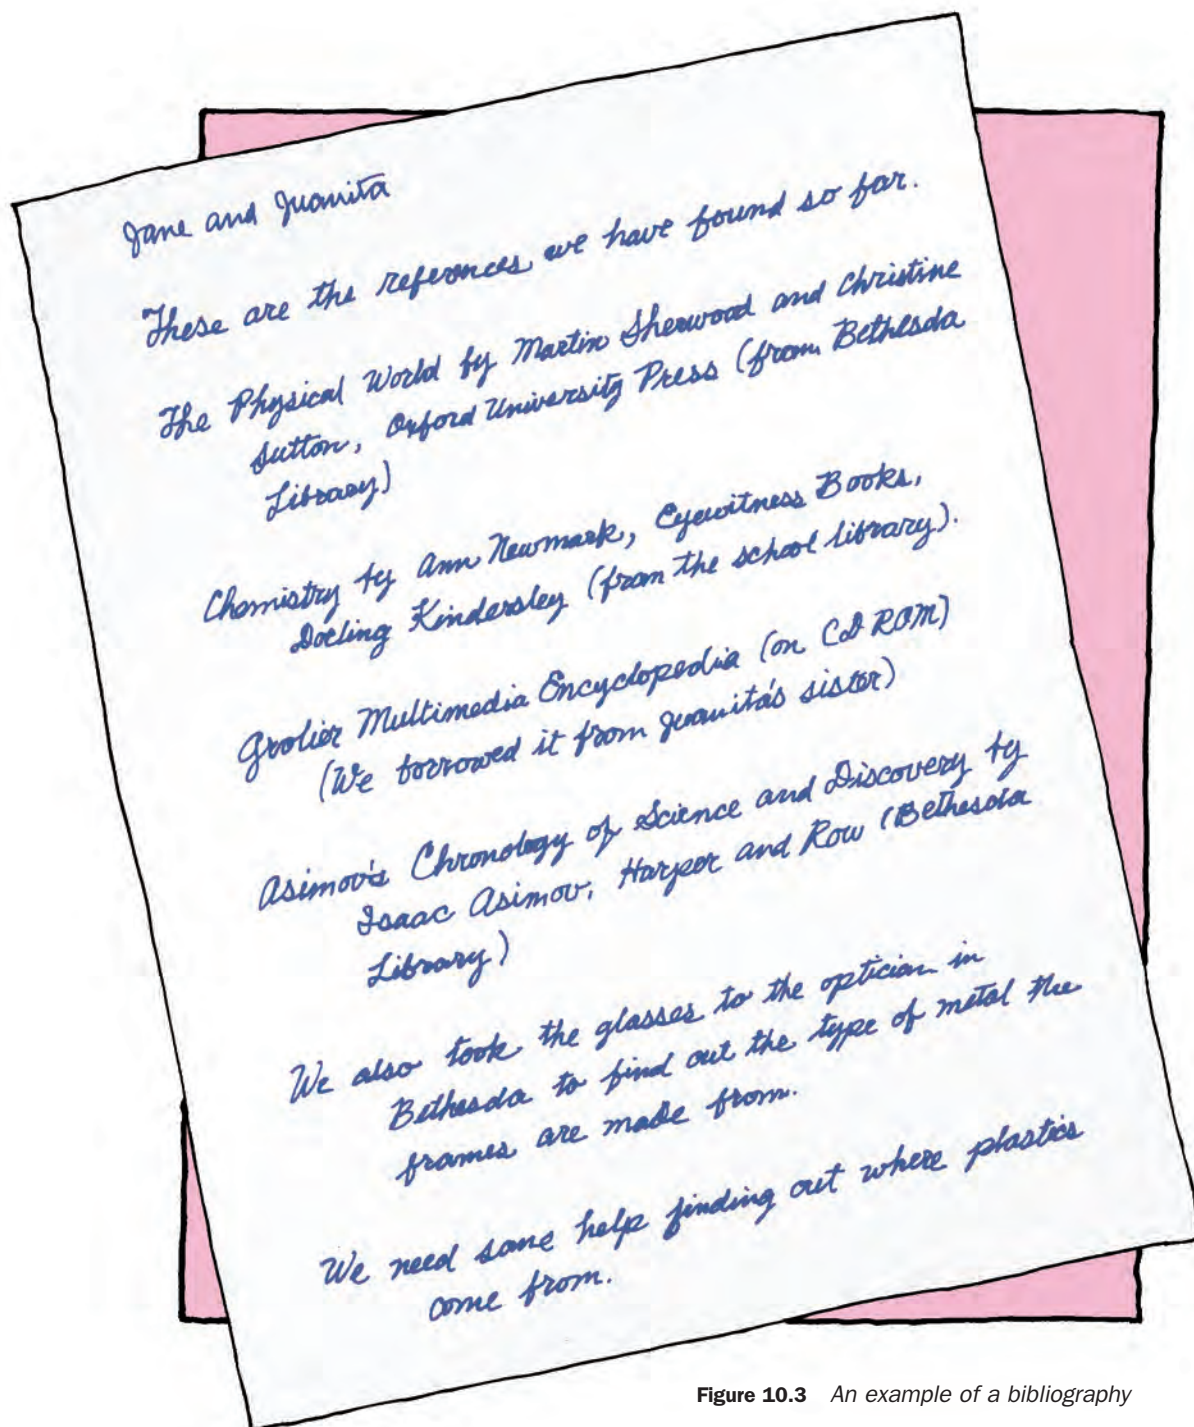 Jane and Juanita
These are the references we have found so far.
The Physical World by Martin Sherwood and Christine
Sutton, Oxford University Press (from Bethesda
Library)
Chemistry by Ann Newmark, Eyewitness Books,
Dorling Kindersley (from the school library).
Grolier Multimedia Encyclopedia (on CD ROM)
(We borrowed it from Juanita's sister)
Asimov's Chronology of Science and Discovery by
Isaac Asimov, Harper and Row (Bethesda
Library)
We also took the glasses to the optician in
Bethesda to find out the type of metal the
frames are made from.
We need some help finding out where plastics
come from.
Figure 10.3 An example of a bibliography